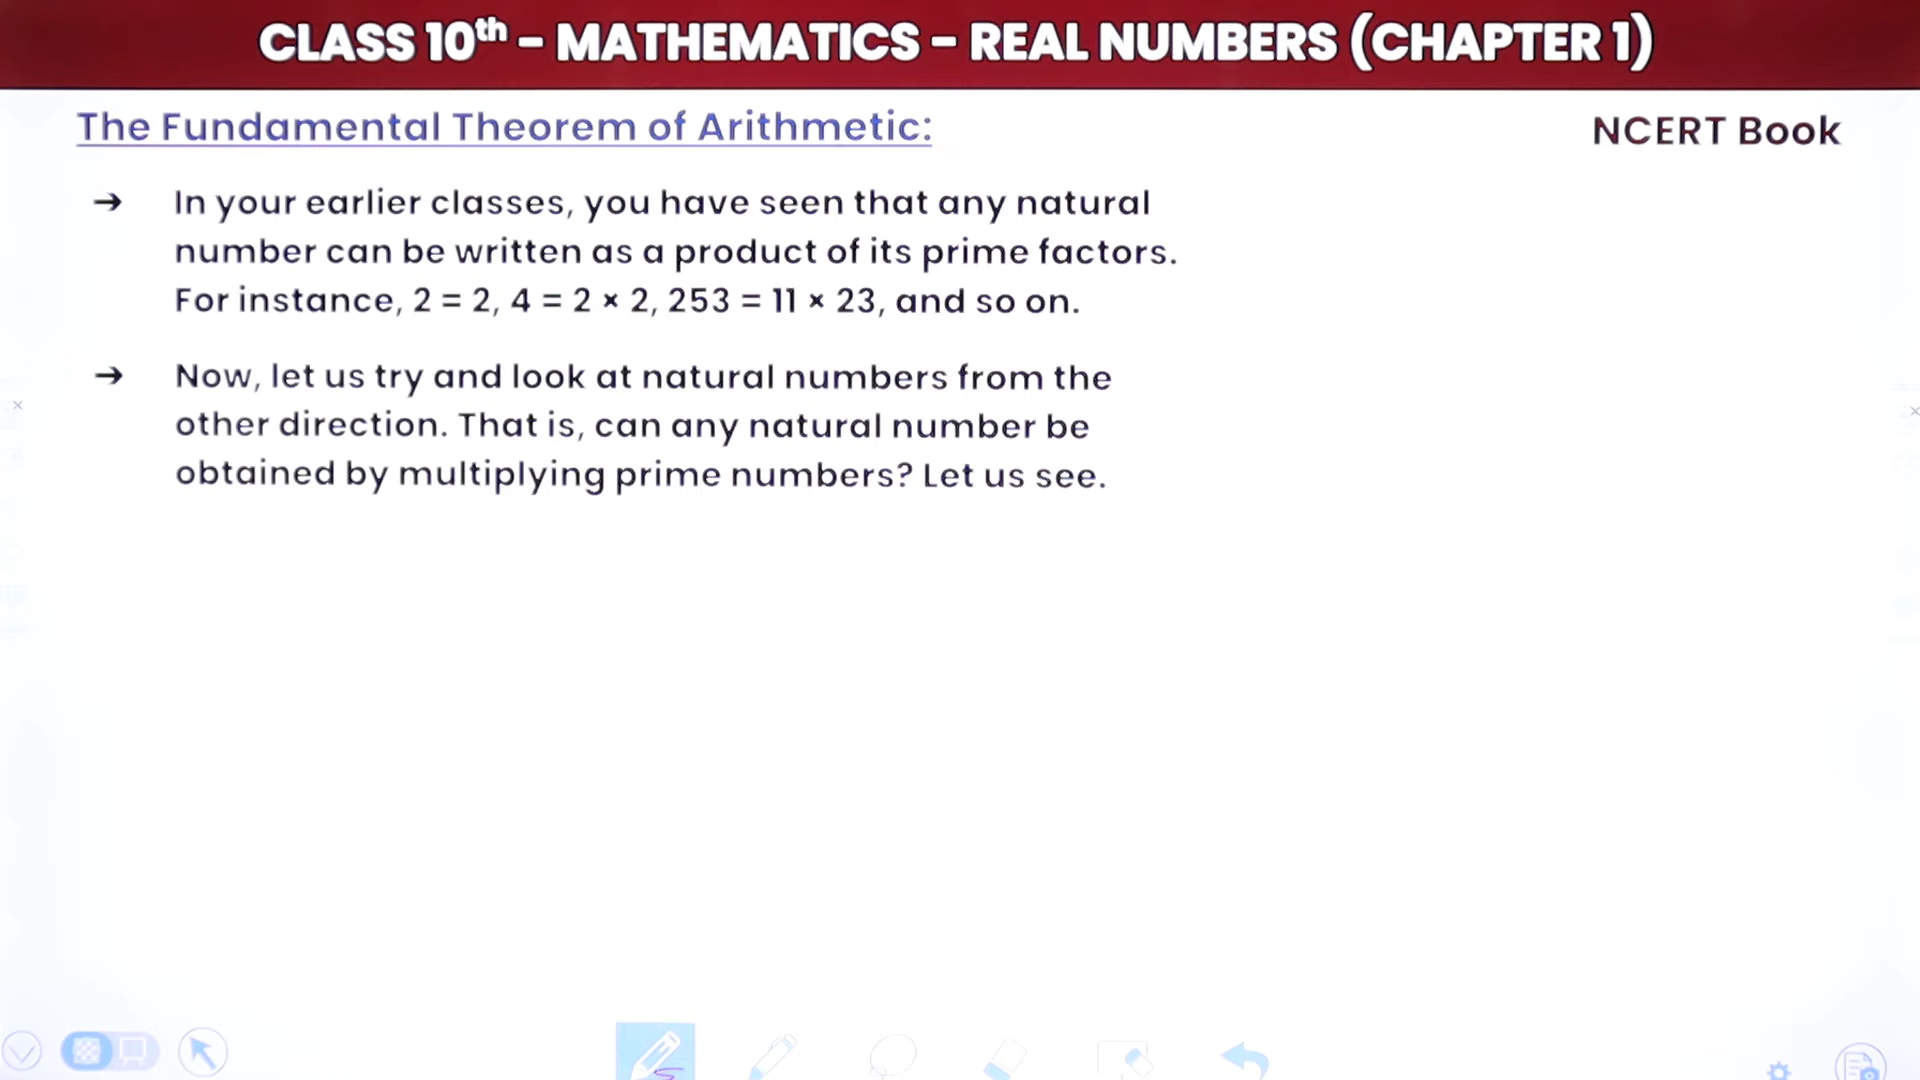 CLASS 10th - MATHEMATICS - REAL NUMBERS (CHAPTER 1)
The Fundamental Theorem of Arithmetic:
NCERT Book
→ In your earlier classes, you have seen that any natural
number can be written as a product of its prime factors.
For instance, 2 = 2, 4 = 2 × 2, 253 = 11 × 23, and so on.
→ Now, let us try and look at natural numbers from the
other direction. That is, can any natural number be
obtained by multiplying prime numbers? Let us see.